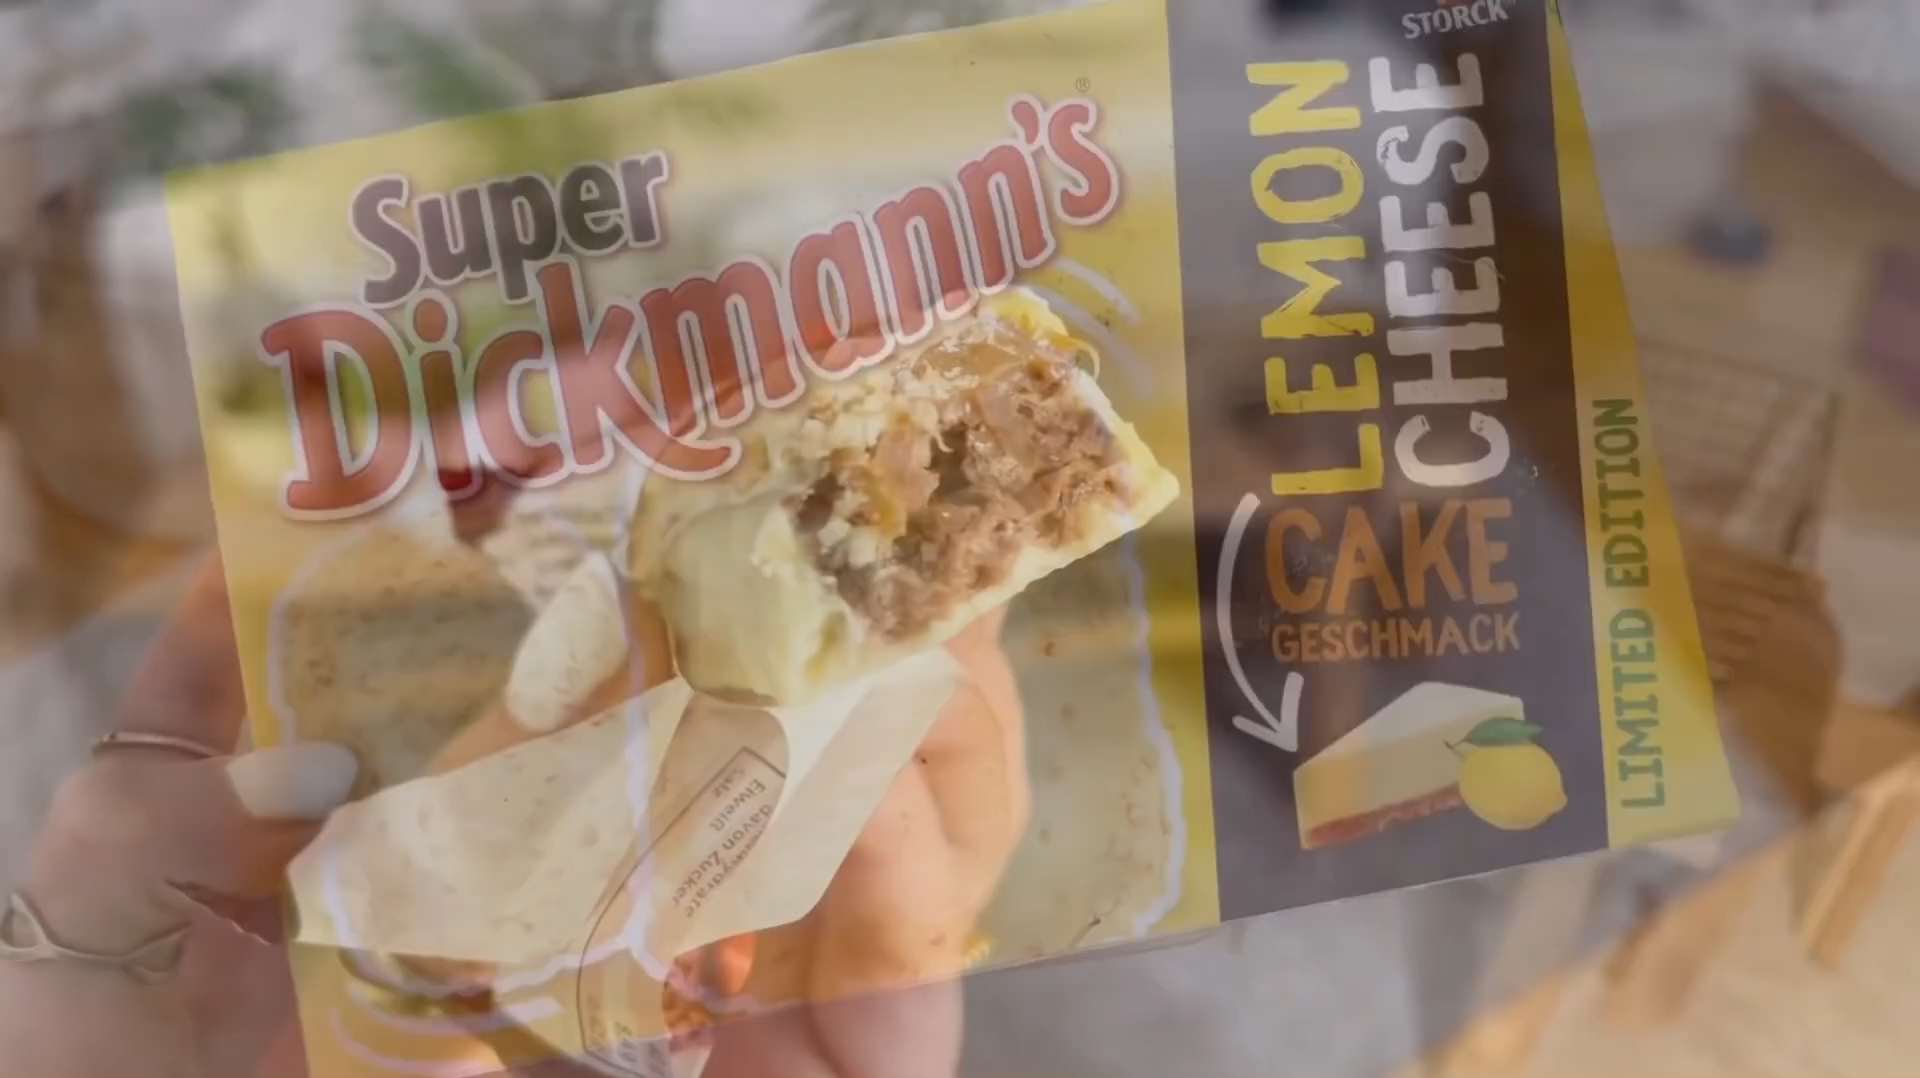 Super
Dickmann's®
STORCK®
LEMON
CHEESE
CAKE
GESCHMACK
LIMITED EDITION
davon Zucker
Eiweiß
Salz